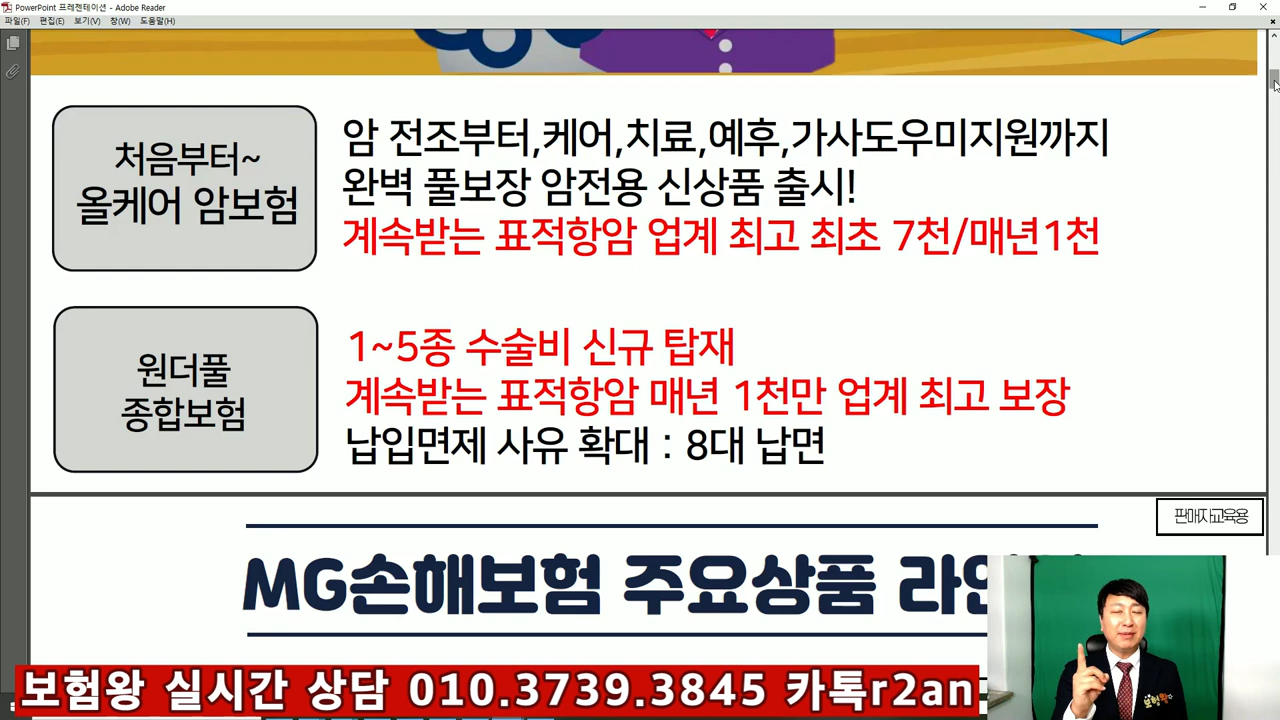 PowerPoint 프레젠테이션 - Adobe Reader
파일(F) 편집(E) 보기(V) 창(W) 도움말(H)
처음부터~
올케어 암보험
암 전조부터,케어,치료,예후,가사도우미지원까지
완벽 풀보장 암전용 신상품 출시!
계속받는 표적항암 업계 최고 최초 7천/매년1천
원더풀
종합보험
1~5종 수술비 신규 탑재
계속받는 표적항암 매년 1천만 업계 최고 보장
납입면제 사유 확대 : 8대 납면
판매자교육용
MG손해보험 주요상품
보험왕 실시간 상담 010.3739.3845 카톡r2an
보험왕